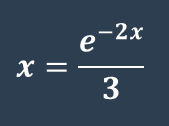 x = e^{-2x} / 3